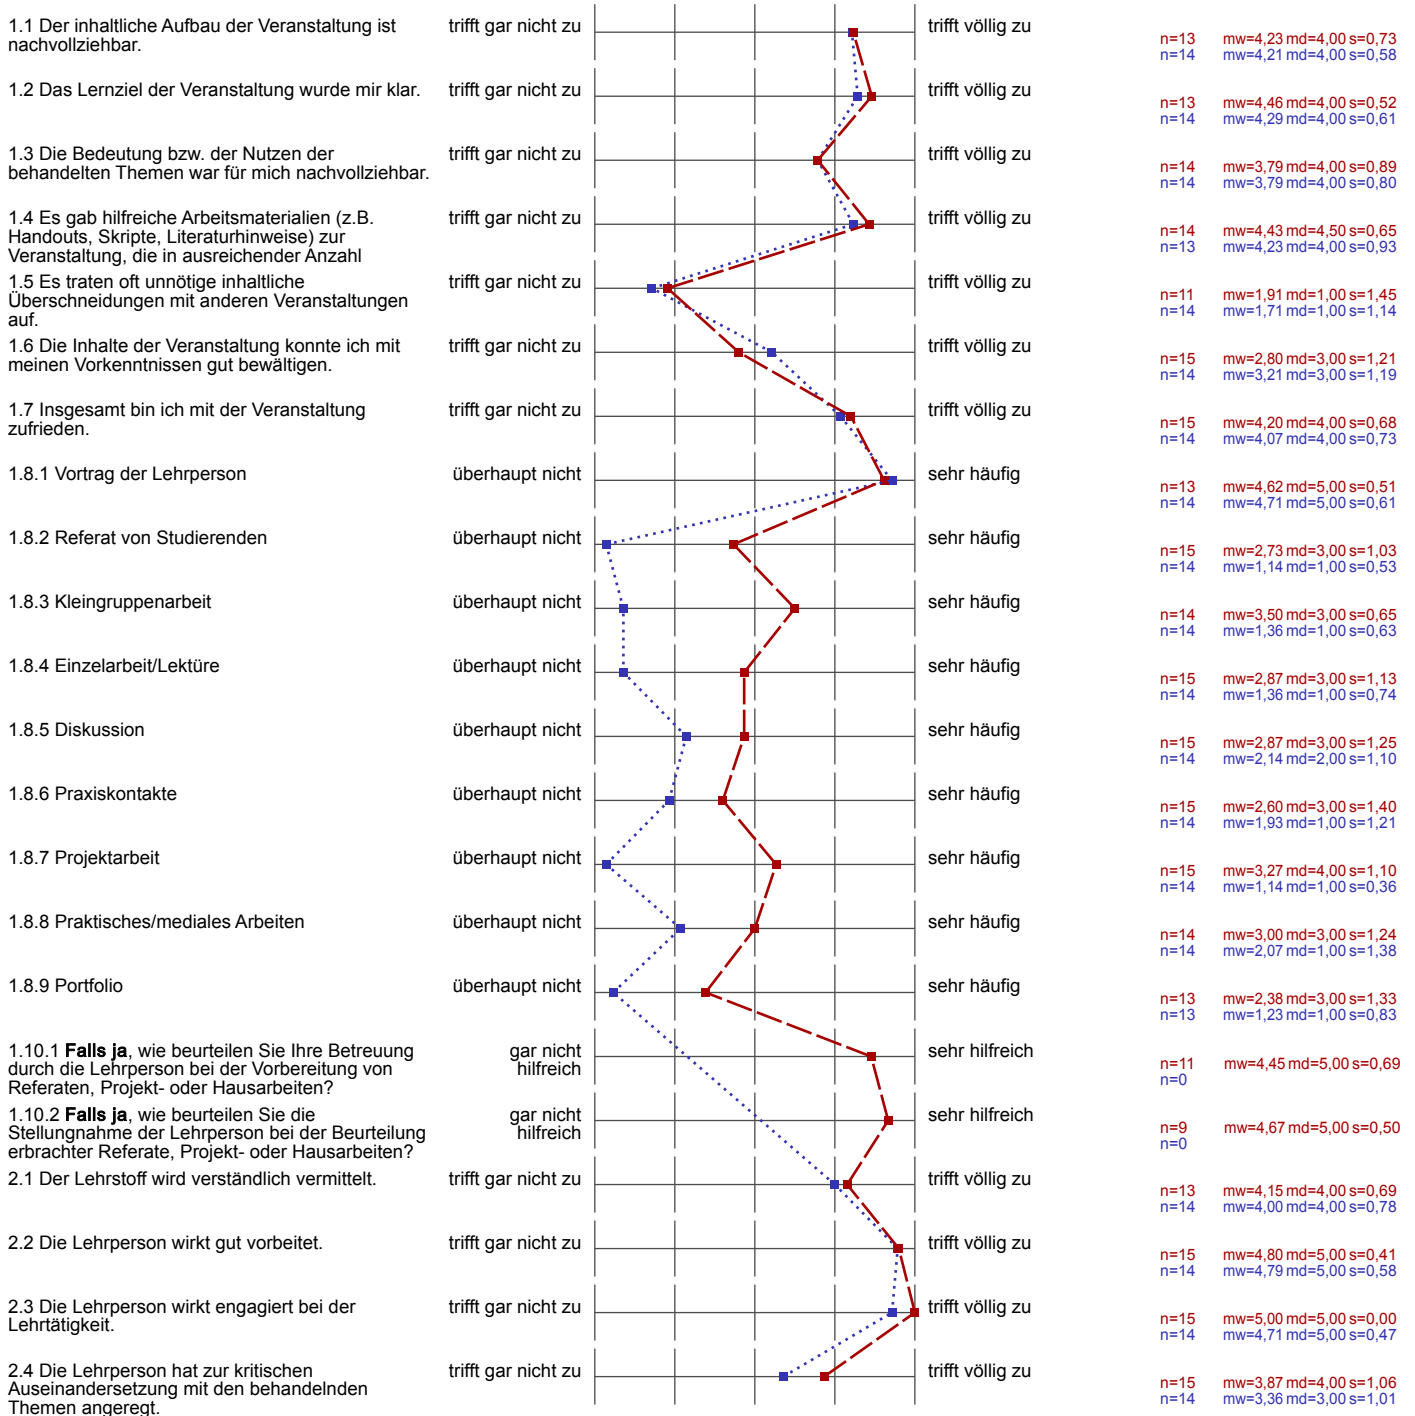 1.1 Der inhaltliche Aufbau der Veranstaltung ist
nachvollziehbar.
trifft gar nicht zu
trifft völlig zu
n=13 mw=4,23 md=4,00 s=0,73
n=14 mw=4,21 md=4,00 s=0,58
1.2 Das Lernziel der Veranstaltung wurde mir klar.
trifft gar nicht zu
trifft völlig zu
n=13 mw=4,46 md=4,00 s=0,52
n=14 mw=4,29 md=4,00 s=0,61
1.3 Die Bedeutung bzw. der Nutzen der
behandelten Themen war für mich nachvollziehbar.
trifft gar nicht zu
trifft völlig zu
n=14 mw=3,79 md=4,00 s=0,89
n=14 mw=3,79 md=4,00 s=0,80
1.4 Es gab hilfreiche Arbeitsmaterialien (z.B.
Handouts, Skripte, Literaturhinweise) zur
Veranstaltung, die in ausreichender Anzahl
trifft gar nicht zu
trifft völlig zu
n=14 mw=4,43 md=4,50 s=0,65
n=13 mw=4,23 md=4,00 s=0,93
1.5 Es traten oft unnötige inhaltliche
Überschneidungen mit anderen Veranstaltungen
auf.
trifft gar nicht zu
trifft völlig zu
n=11 mw=1,91 md=1,00 s=1,45
n=14 mw=1,71 md=1,00 s=1,14
1.6 Die Inhalte der Veranstaltung konnte ich mit
meinen Vorkenntnissen gut bewältigen.
trifft gar nicht zu
trifft völlig zu
n=15 mw=2,80 md=3,00 s=1,21
n=14 mw=3,21 md=3,00 s=1,19
1.7 Insgesamt bin ich mit der Veranstaltung
zufrieden.
trifft gar nicht zu
trifft völlig zu
n=15 mw=4,20 md=4,00 s=0,68
n=14 mw=4,07 md=4,00 s=0,73
1.8.1 Vortrag der Lehrperson
überhaupt nicht
sehr häufig
n=13 mw=4,62 md=5,00 s=0,51
n=14 mw=4,71 md=5,00 s=0,61
1.8.2 Referat von Studierenden
überhaupt nicht
sehr häufig
n=15 mw=2,73 md=3,00 s=1,03
n=14 mw=1,14 md=1,00 s=0,53
1.8.3 Kleingruppenarbeit
überhaupt nicht
sehr häufig
n=14 mw=3,50 md=3,00 s=0,65
n=14 mw=1,36 md=1,00 s=0,63
1.8.4 Einzelarbeit/Lektüre
überhaupt nicht
sehr häufig
n=15 mw=2,87 md=3,00 s=1,13
n=14 mw=1,36 md=1,00 s=0,74
1.8.5 Diskussion
überhaupt nicht
sehr häufig
n=15 mw=2,87 md=3,00 s=1,25
n=14 mw=2,14 md=2,00 s=1,10
1.8.6 Praxiskontakte
überhaupt nicht
sehr häufig
n=15 mw=2,60 md=3,00 s=1,40
n=14 mw=1,93 md=1,00 s=1,21
1.8.7 Projektarbeit
überhaupt nicht
sehr häufig
n=15 mw=3,27 md=4,00 s=1,10
n=14 mw=1,14 md=1,00 s=0,36
1.8.8 Praktisches/mediales Arbeiten
überhaupt nicht
sehr häufig
n=14 mw=3,00 md=3,00 s=1,24
n=14 mw=2,07 md=1,00 s=1,38
1.8.9 Portfolio
überhaupt nicht
sehr häufig
n=13 mw=2,38 md=3,00 s=1,33
n=13 mw=1,23 md=1,00 s=0,83
1.10.1 Falls ja, wie beurteilen Sie Ihre Betreuung
durch die Lehrperson bei der Vorbereitung von
Referaten, Projekt- oder Hausarbeiten?
gar nicht
hilfreich
sehr hilfreich
n=11 mw=4,45 md=5,00 s=0,69
n=0
1.10.2 Falls ja, wie beurteilen Sie die
Stellungnahme der Lehrperson bei der Beurteilung
erbrachter Referate, Projekt- oder Hausarbeiten?
gar nicht
hilfreich
sehr hilfreich
n=9 mw=4,67 md=5,00 s=0,50
n=0
2.1 Der Lehrstoff wird verständlich vermittelt.
trifft gar nicht zu
trifft völlig zu
n=13 mw=4,15 md=4,00 s=0,69
n=14 mw=4,00 md=4,00 s=0,78
2.2 Die Lehrperson wirkt gut vorbeitet.
trifft gar nicht zu
trifft völlig zu
n=15 mw=4,80 md=5,00 s=0,41
n=14 mw=4,79 md=5,00 s=0,58
2.3 Die Lehrperson wirkt engagiert bei der
Lehrtätigkeit.
trifft gar nicht zu
trifft völlig zu
n=15 mw=5,00 md=5,00 s=0,00
n=14 mw=4,71 md=5,00 s=0,47
2.4 Die Lehrperson hat zur kritischen
Auseinandersetzung mit den behandelnden
Themen angeregt.
trifft gar nicht zu
trifft völlig zu
n=15 mw=3,87 md=4,00 s=1,06
n=14 mw=3,36 md=3,00 s=1,01